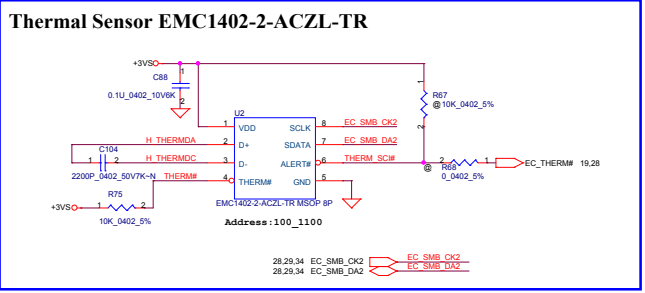 Thermal Sensor EMC1402-2-ACZL-TR
+3VS
C88
1
2
0.1U_0402_10V6K
1
R67
@10K_0402_5%
2
U2
1 VDD SCLK 8 EC_SMB_CK2
H_THERMDA 2 D+ SDATA 7 EC_SMB_DA2
C104
1 2 H_THERMDC 3 D- ALERT# 6 THERM_SCI# 2 1 EC_THERM# 19,28
@ R68
0_0402_5%
2200P_0402_50V7K~N THERM# 4 THERM# GND 5
R75
+3VS 1 2
10K_0402_5%
EMC1402-2-ACZL-TR MSOP 8P
Address:100_1100
28,29,34 EC_SMB_CK2 EC_SMB_CK2
28,29,34 EC_SMB_DA2 EC_SMB_DA2